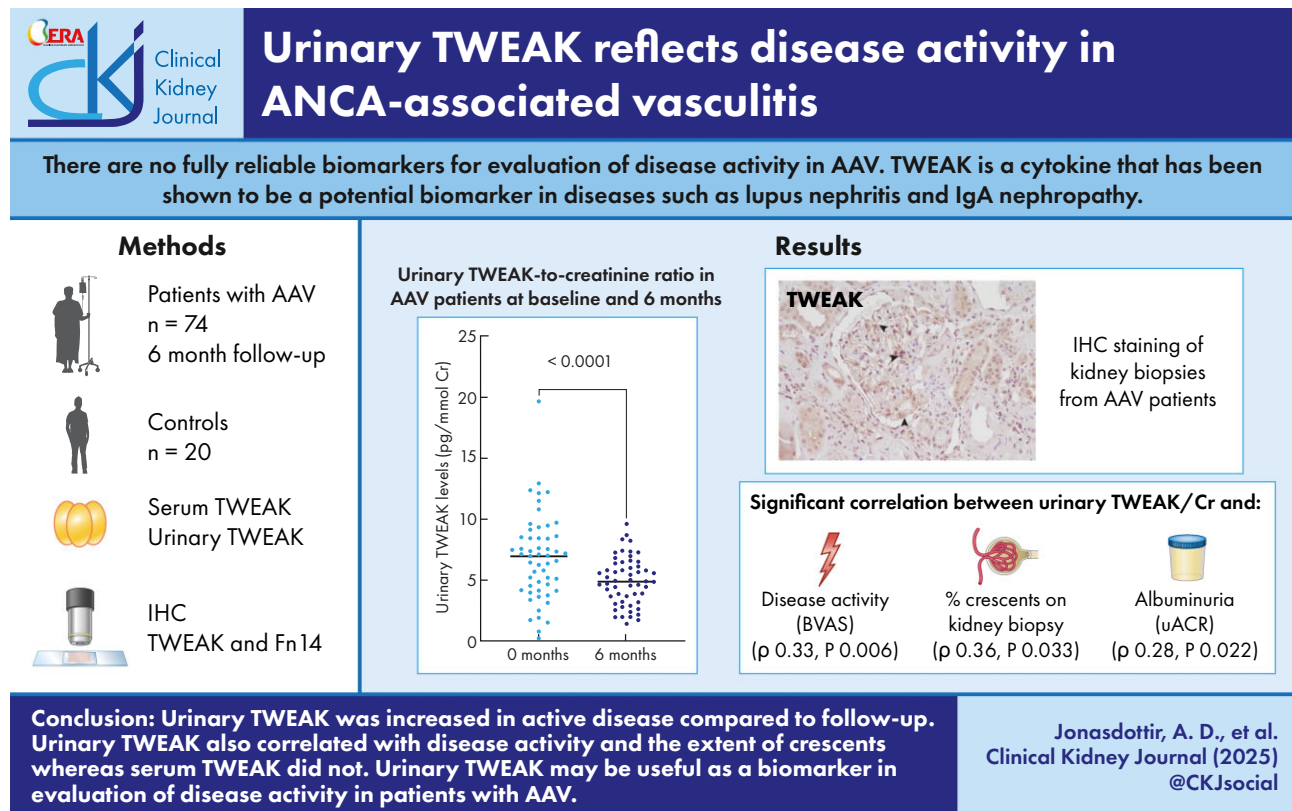 ERA
CKJ
Clinical
Kidney
Journal
Urinary TWEAK reflects disease activity in
ANCA-associated vasculitis
There are no fully reliable biomarkers for evaluation of disease activity in AAV. TWEAK is a cytokine that has been
shown to be a potential biomarker in diseases such as lupus nephritis and IgA nephropathy.
Methods
Patients with AAV
n = 74
6 month follow-up
Controls
n = 20
Serum TWEAK
Urinary TWEAK
IHC
TWEAK and Fn14
Results
Urinary TWEAK-to-creatinine ratio in
AAV patients at baseline and 6 months
Urinary TWEAK levels (pg/mmol Cr)
25
20
15
10
5
0
< 0.0001
0 months
6 months
TWEAK
IHC staining of
kidney biopsies
from AAV patients
Significant correlation between urinary TWEAK/Cr and:
Disease activity
(BVAS)
(ρ 0.33, P 0.006)
% crescents on
kidney biopsy
(ρ 0.36, P 0.033)
Albuminuria
(uACR)
(ρ 0.28, P 0.022)
Conclusion: Urinary TWEAK was increased in active disease compared to follow-up.
Urinary TWEAK also correlated with disease activity and the extent of crescents
whereas serum TWEAK did not. Urinary TWEAK may be useful as a biomarker in
evaluation of disease activity in patients with AAV.
Jonasdottir, A. D., et al.
Clinical Kidney Journal (2025)
@CKJsocial